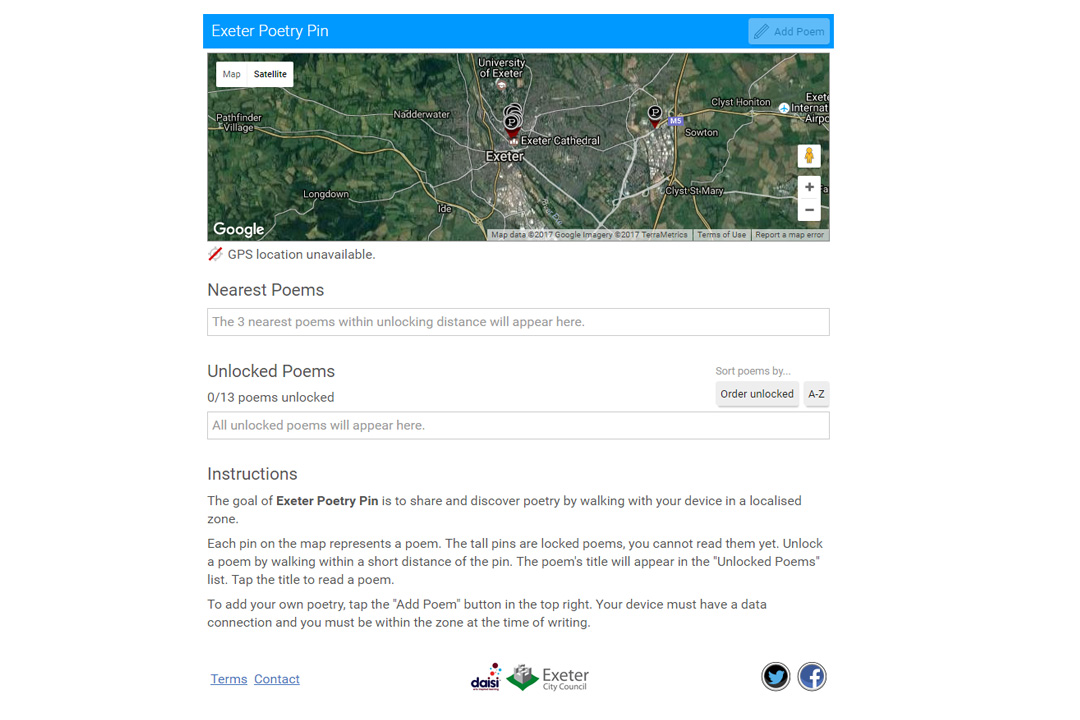 Exeter Poetry Pin
Add Poem
Map Satellite
University
of Exeter
Pathfinder
Village
Nadderwater
P
P
Exeter Cathedral
Exeter
Clyst Honiton
M5
Sowton
Longdown
Ide
Clyst St Mary
Google
Map data ©2017 Google Imagery ©2017 TerraMetrics Terms of Use Report a map error
GPS location unavailable.
Nearest Poems
The 3 nearest poems within unlocking distance will appear here.
Unlocked Poems
Sort poems by...
0/13 poems unlocked
Order unlocked A-Z
All unlocked poems will appear here.
Instructions
The goal of Exeter Poetry Pin is to share and discover poetry by walking with your device in a localised
zone.
Each pin on the map represents a poem. The tall pins are locked poems, you cannot read them yet. Unlock
a poem by walking within a short distance of the pin. The poem's title will appear in the "Unlocked Poems"
list. Tap the title to read a poem.
To add your own poetry, tap the "Add Poem" button in the top right. Your device must have a data
connection and you must be within the zone at the time of writing.
Terms Contact
daisi
Exeter
City Council